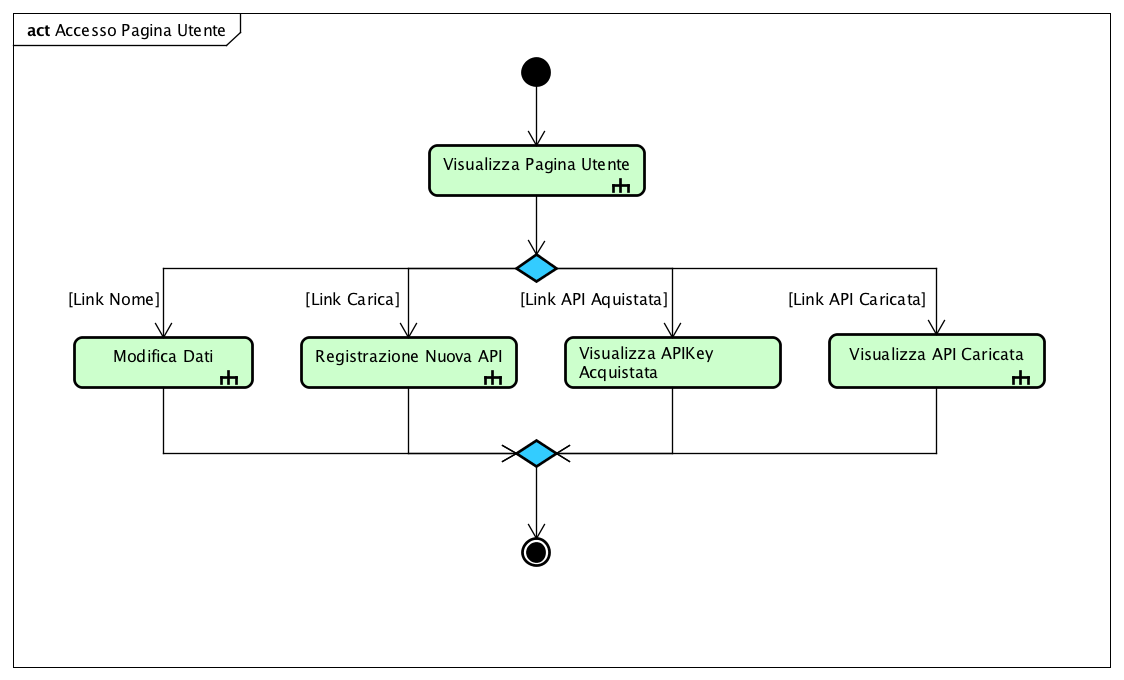 act Accesso Pagina Utente
Visualizza Pagina Utente
[Link Nome]
[Link Carica]
[Link API Aquistata]
[Link API Caricata]
Modifica Dati
Registrazione Nuova API
Visualizza APIKey
Acquistata
Visualizza API Caricata